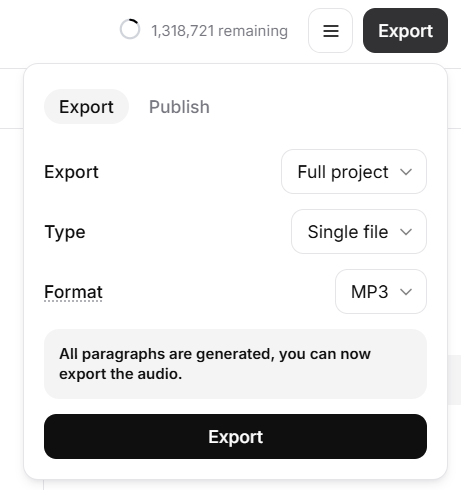 1,318,721 remaining
Export
Export
Publish
Export
Full project
Type
Single file
Format
MP3
All paragraphs are generated, you can now
export the audio.
Export